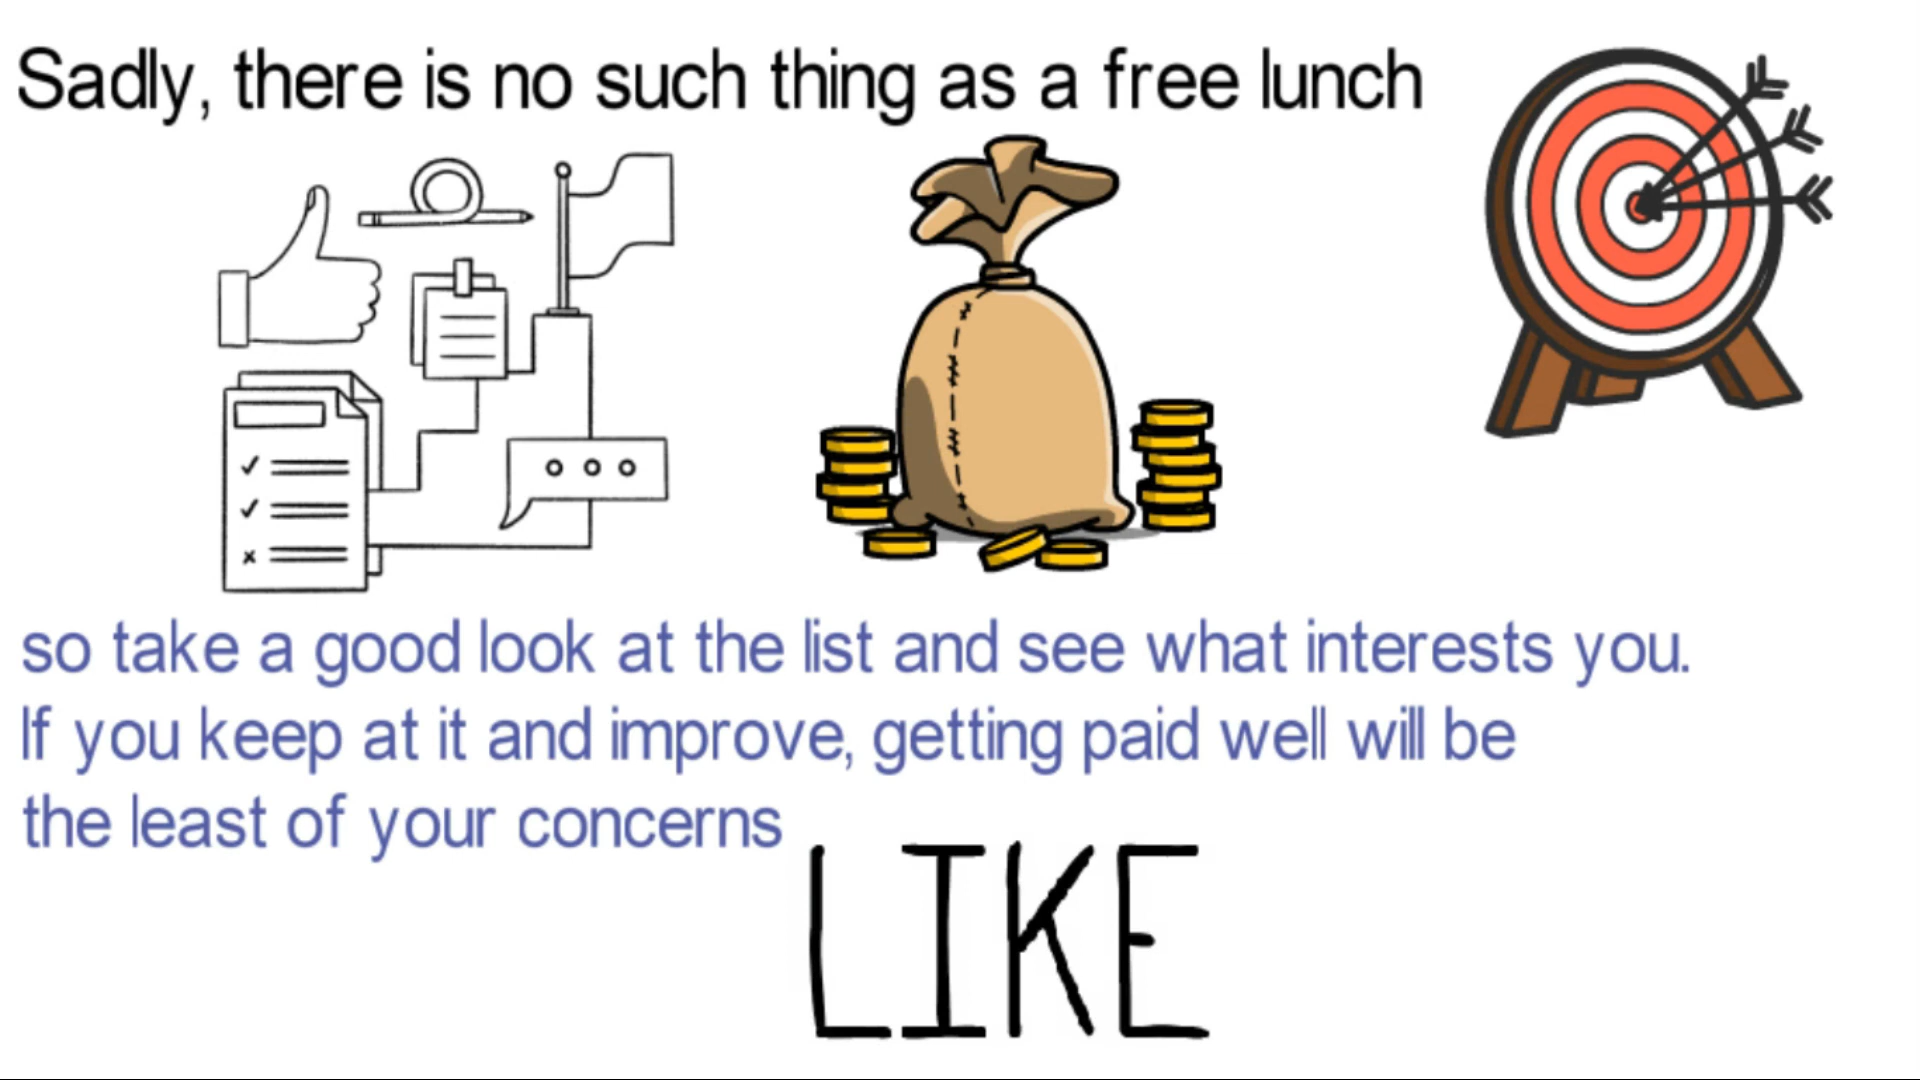 Sadly, there is no such thing as a free lunch
so take a good look at the list and see what interests you.
If you keep at it and improve, getting paid well will be
the least of your concerns
LIKE